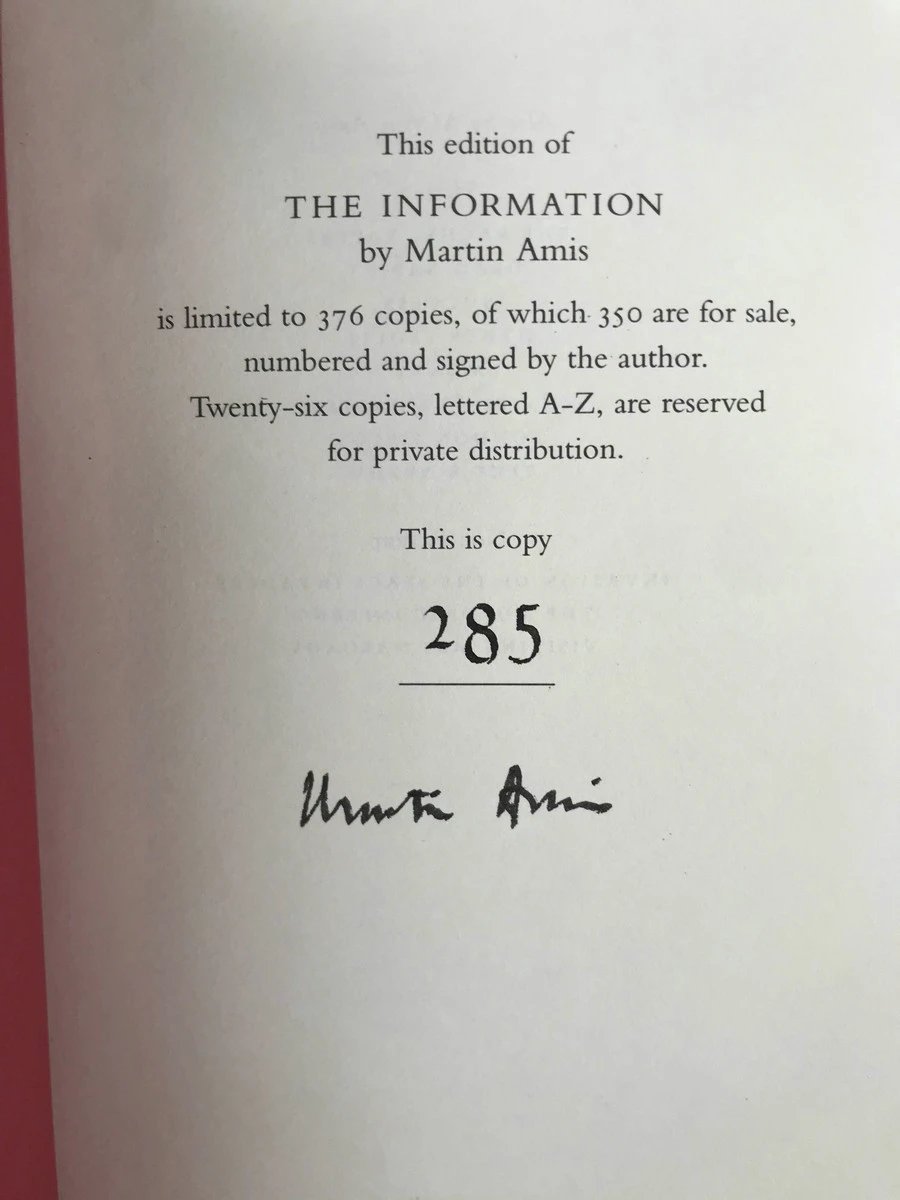 This edition of
THE INFORMATION
by Martin Amis
is limited to 376 copies, of which 350 are for sale,
numbered and signed by the author.
Twenty-six copies, lettered A-Z, are reserved
for private distribution.
This is copy
285
Martin Amis